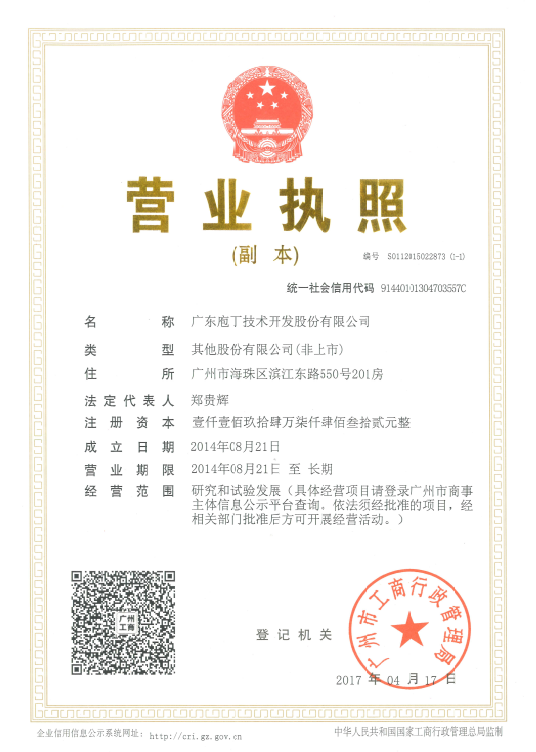 营业执照
(副 本)
编号 S0112015022873 (1-1)
统一社会信用代码 91440101304703557C
名称 广东庖丁技术开发股份有限公司
类型 其他股份有限公司(非上市)
住所 广州市海珠区滨江东路550号201房
法定代表人 郑贵辉
注册资本 壹仟壹佰玖拾肆万柒仟肆佰叁拾贰元整
成立日期 2014年08月21日
营业期限 2014年08月21日 至 长期
经营范围 研究和试验发展（具体经营项目请登录广州市商事
主体信息公示平台查询。依法须经批准的项目，经
相关部门批准后方可开展经营活动。）
广州
工商
登记机关
广州市工商行政管理局
2017 年 04 月 17 日
企业信用信息公示系统网址: http://cri.gz.gov.cn
中华人民共和国国家工商行政管理总局监制